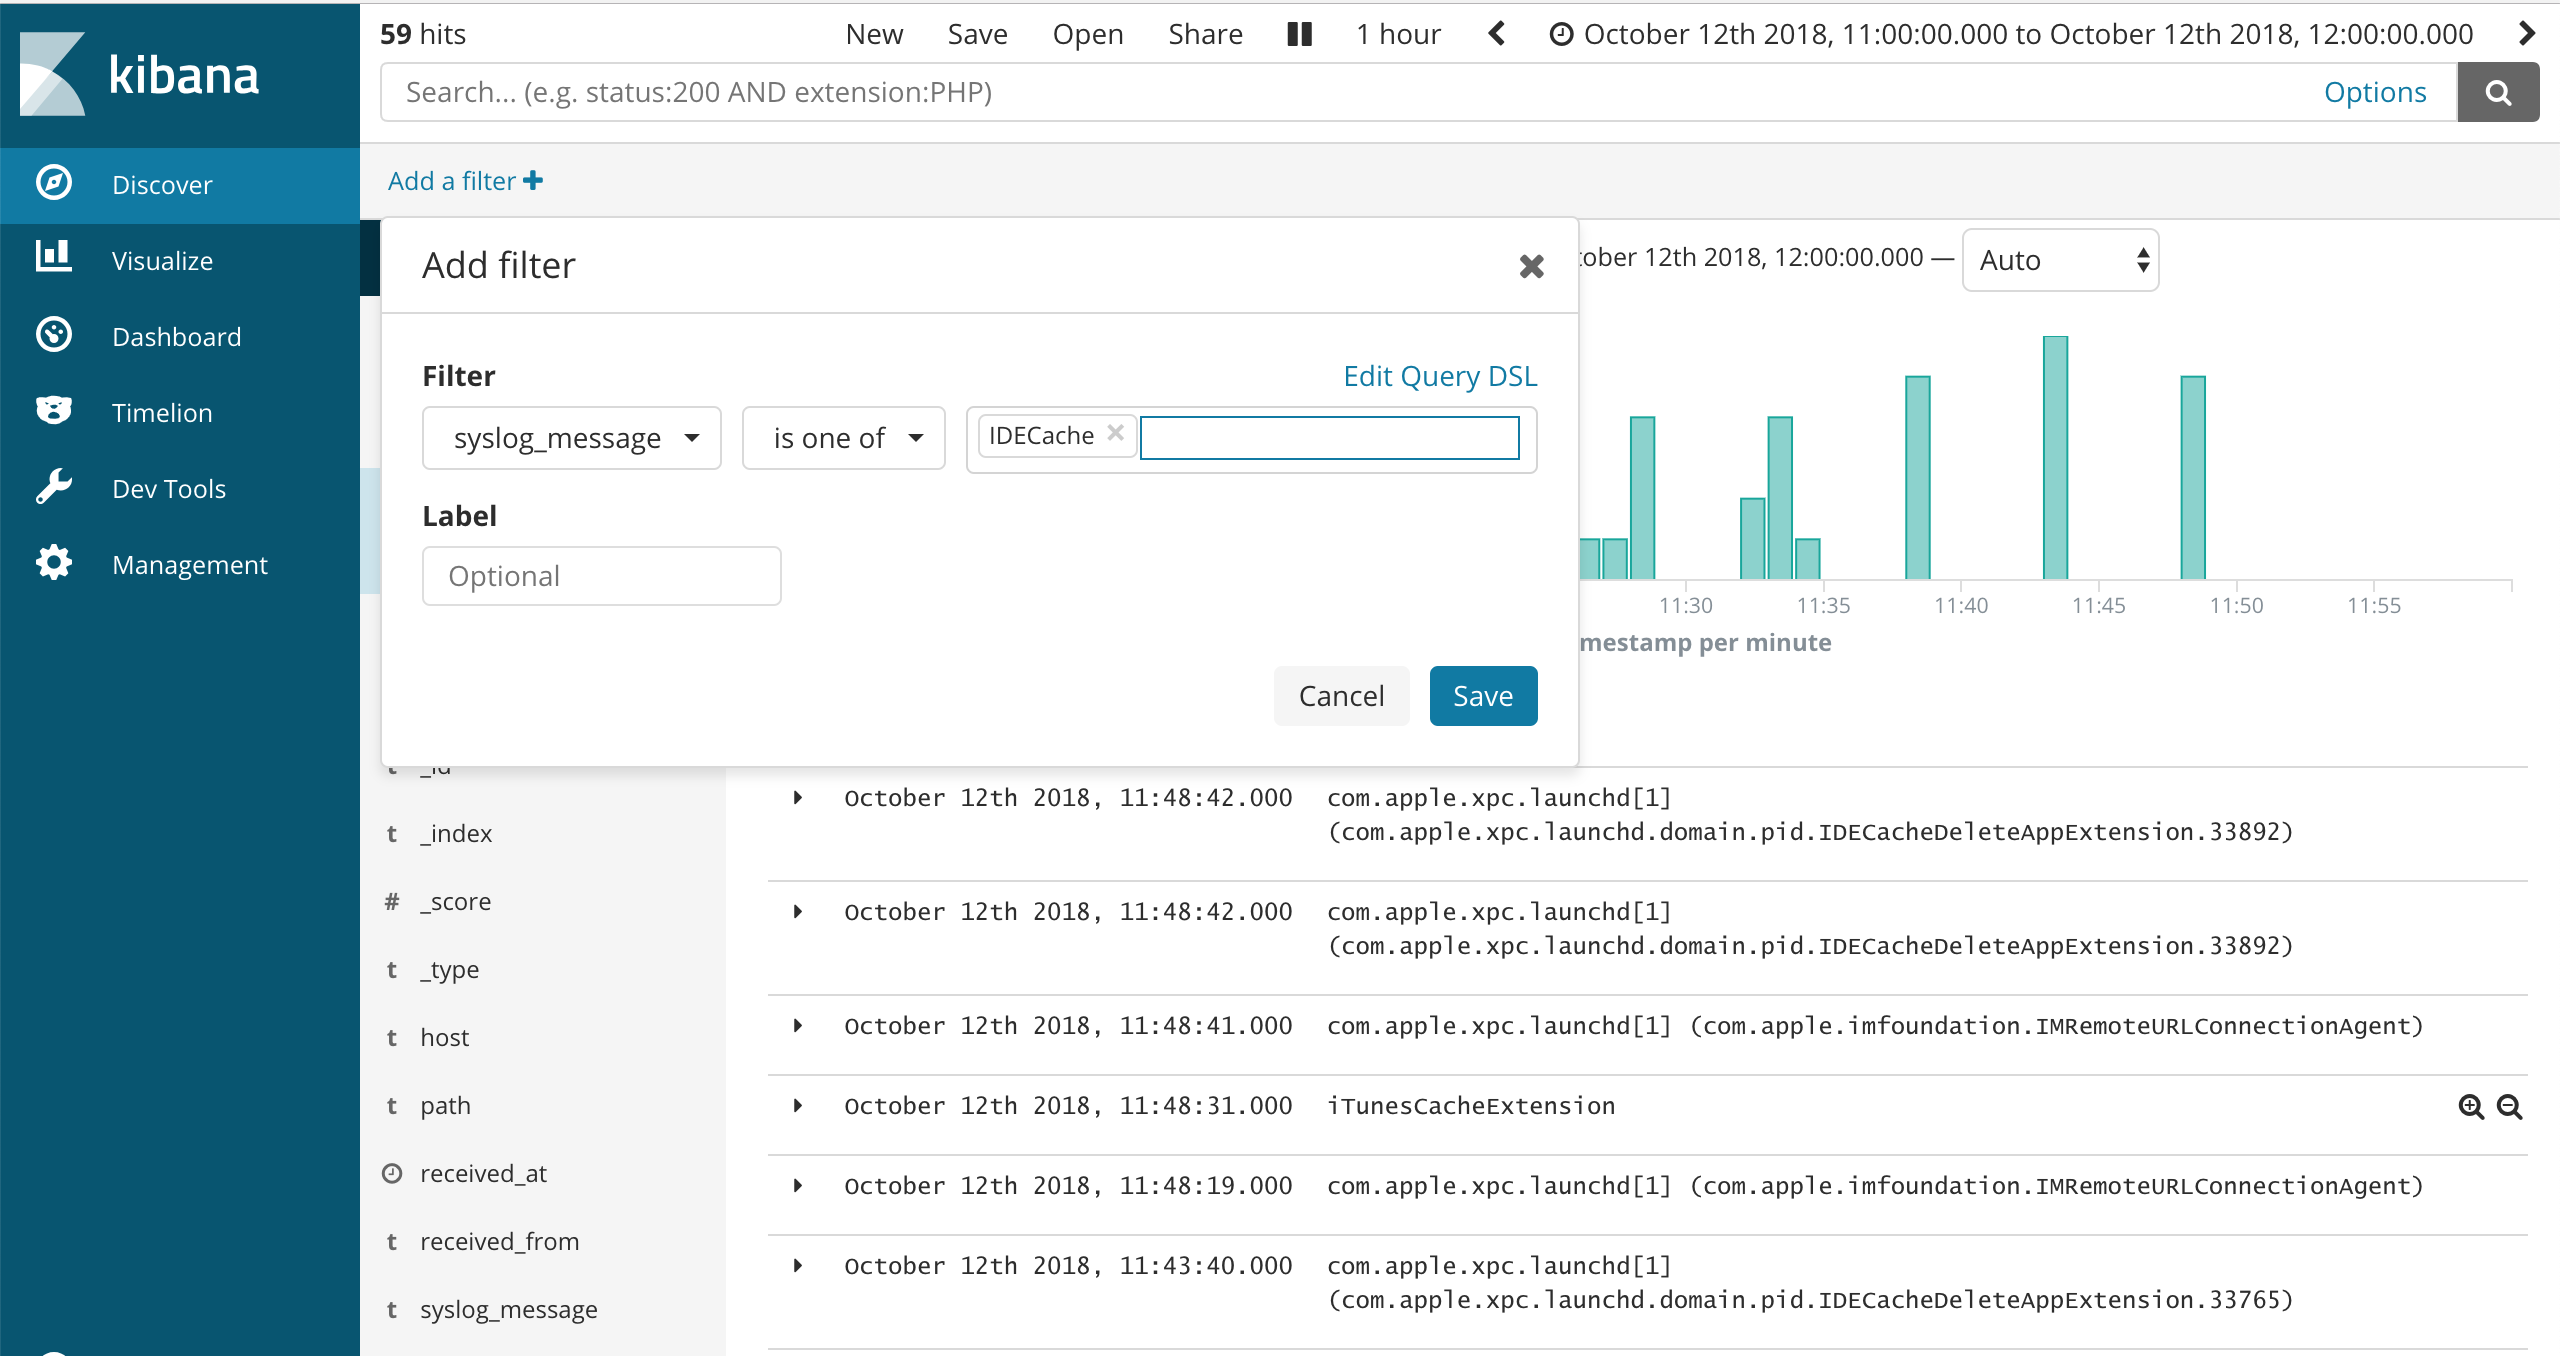 kibana
Discover
Visualize
Dashboard
Timelion
Dev Tools
Management
59 hits
New Save Open Share 1 hour October 12th 2018, 11:00:00.000 to October 12th 2018, 12:00:00.000
Search... (e.g. status:200 AND extension:PHP) Options
Add a filter
Add filter
Filter Edit Query DSL
syslog_message is one of IDECache
Label
Optional
Cancel Save
tober 12th 2018, 12:00:00.000 — Auto
11:30 11:35 11:40 11:45 11:50 11:55
mestamp per minute
t _id
t _index
# _score
t _type
t host
t path
received_at
t received_from
t syslog_message
October 12th 2018, 11:48:42.000 com.apple.xpc.launchd[1]
(com.apple.xpc.launchd.domain.pid.IDECacheDeleteAppExtension.33892)
October 12th 2018, 11:48:42.000 com.apple.xpc.launchd[1]
(com.apple.xpc.launchd.domain.pid.IDECacheDeleteAppExtension.33892)
October 12th 2018, 11:48:41.000 com.apple.xpc.launchd[1] (com.apple.imfoundation.IMRemoteURLConnectionAgent)
October 12th 2018, 11:48:31.000 iTunesCacheExtension
October 12th 2018, 11:48:19.000 com.apple.xpc.launchd[1] (com.apple.imfoundation.IMRemoteURLConnectionAgent)
October 12th 2018, 11:43:40.000 com.apple.xpc.launchd[1]
(com.apple.xpc.launchd.domain.pid.IDECacheDeleteAppExtension.33765)